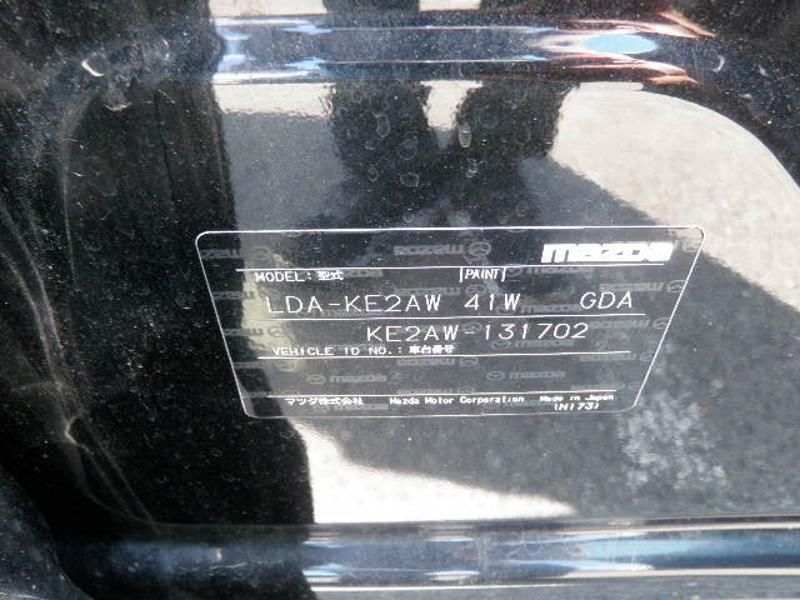 mazda
MODEL: 型式 PAINT
LDA-KE2AW 41W GDA
KE2AW 131702
VEHICLE ID NO.: 車台番号
マツダ株式会社 Mazda Motor Corporation Made in Japan
(N173)